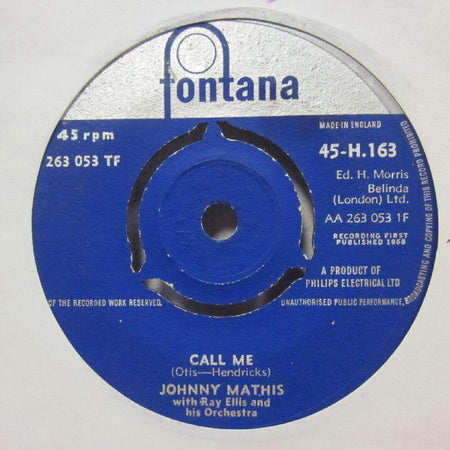 fontana
45 rpm
263 053 TF
MADE IN ENGLAND
45-H.163
Ed. H. Morris
Belinda
(London) Ltd.
AA 263 053 1F
RECORDING FIRST
PUBLISHED 1958
A PRODUCT OF
PHILIPS ELECTRICAL LTD
OF THE RECORDED WORK RESERVED.
UNAUTHORISED PUBLIC PERFORMANCE,
BROADCASTING AND COPYING OF THIS RECORD PROHIBITED
CALL ME
(Otis—Hendricks)
JOHNNY MATHIS
with Ray Ellis and
his Orchestra